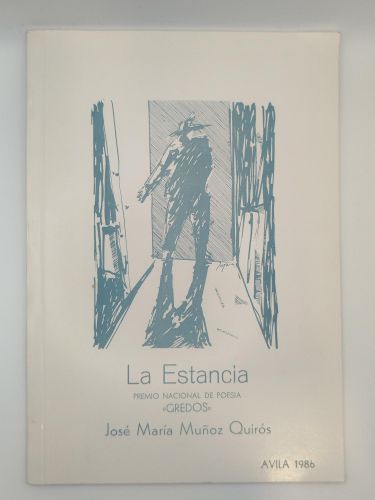 La Estancia
PREMIO NACIONAL DE POESIA
«GREDOS»
José María Muñoz Quirós
AVILA 1986